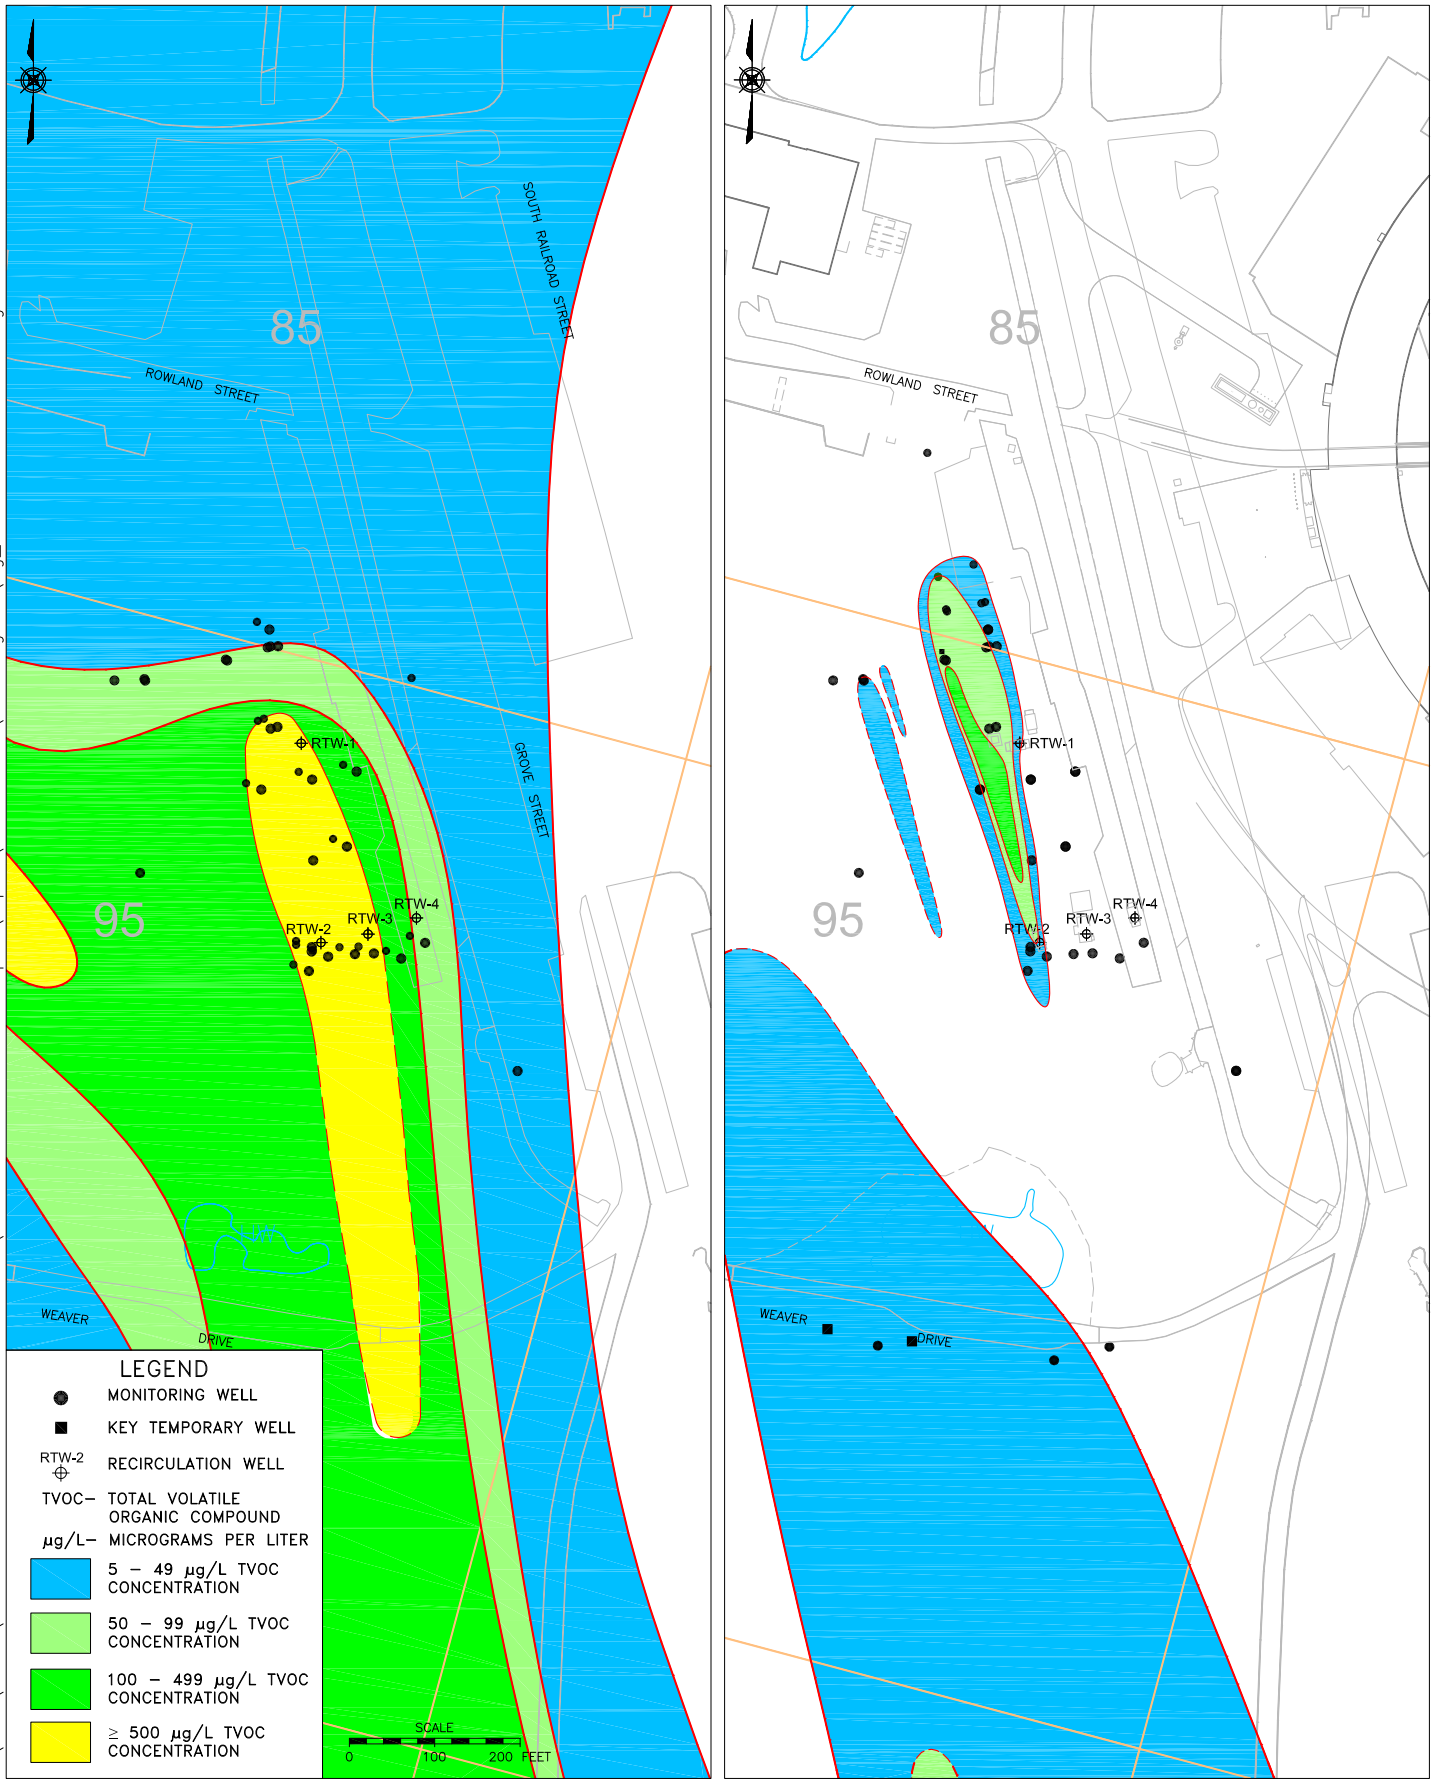 SOUTH RAILROAD STREET
85
ROWLAND STREET
RTW-1
GROVE STREET
95
RTW-4
RTW-3
RTW-2
WEAVER
DRIVE
LEGEND
MONITORING WELL
KEY TEMPORARY WELL
RTW-2
RECIRCULATION WELL
TVOC- TOTAL VOLATILE
ORGANIC COMPOUND
µg/L- MICROGRAMS PER LITER
5 - 49 µg/L TVOC
CONCENTRATION
50 - 99 µg/L TVOC
CONCENTRATION
100 - 499 µg/L TVOC
CONCENTRATION
≥ 500 µg/L TVOC
CONCENTRATION
SCALE
0 100 200 FEET
85
ROWLAND STREET
RTW-1
95
RTW-4
RTW-2
RTW-3
WEAVER
DRIVE